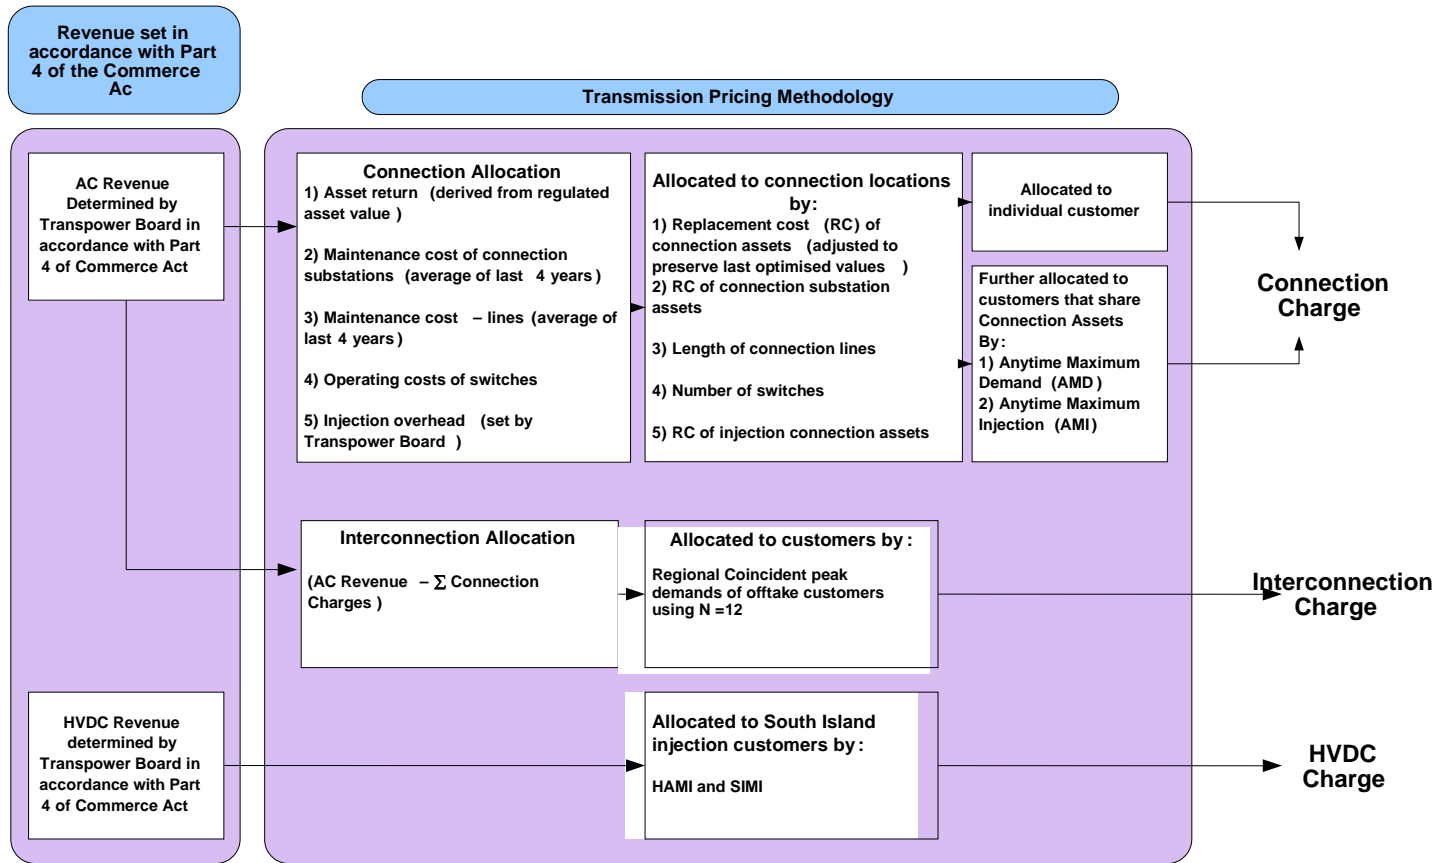 Revenue set in
accordance with Part
4 of the Commerce
Ac
Transmission Pricing Methodology
AC Revenue
Determined by
Transpower Board in
accordance with Part
4 of Commerce Act
Connection Allocation
1) Asset return (derived from regulated
asset value )
2) Maintenance cost of connection
substations (average of last 4 years)
3) Maintenance cost – lines (average of
last 4 years)
4) Operating costs of switches
5) Injection overhead (set by
Transpower Board )
Allocated to connection locations
by:
1) Replacement cost (RC) of
connection assets (adjusted to
preserve last optimised values )
2) RC of connection substation
assets
3) Length of connection lines
4) Number of switches
5) RC of injection connection assets
Allocated to
individual customer
Further allocated to
customers that share
Connection Assets
By:
1) Anytime Maximum
Demand (AMD)
2) Anytime Maximum
Injection (AMI)
Connection
Charge
Interconnection Allocation
(AC Revenue – ∑ Connection
Charges )
Allocated to customers by:
Regional Coincident peak
demands of offtake customers
using N =12
Interconnection
Charge
HVDC Revenue
determined by
Transpower Board in
accordance with Part
4 of Commerce Act
Allocated to South Island
injection customers by:
HAMI and SIMI
HVDC
Charge